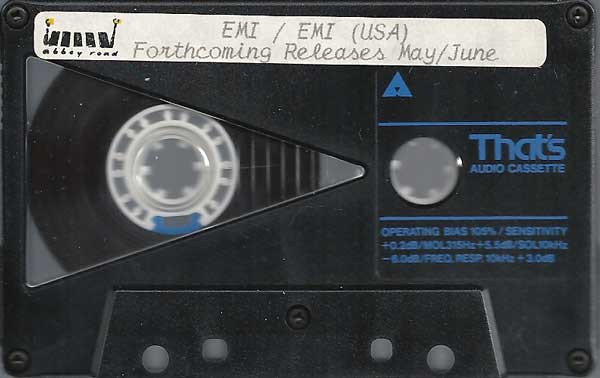 EMI / EMI (USA)
Forthcoming Releases May/June
abbey road
That's
AUDIO CASSETTE
OPERATING BIAS 105% / SENSITIVITY
+0.2dB/MOL315Hz+5.5dB/SOL10kHz
-6.0dB/FREQ. RESP. 10kHz +3.0dB